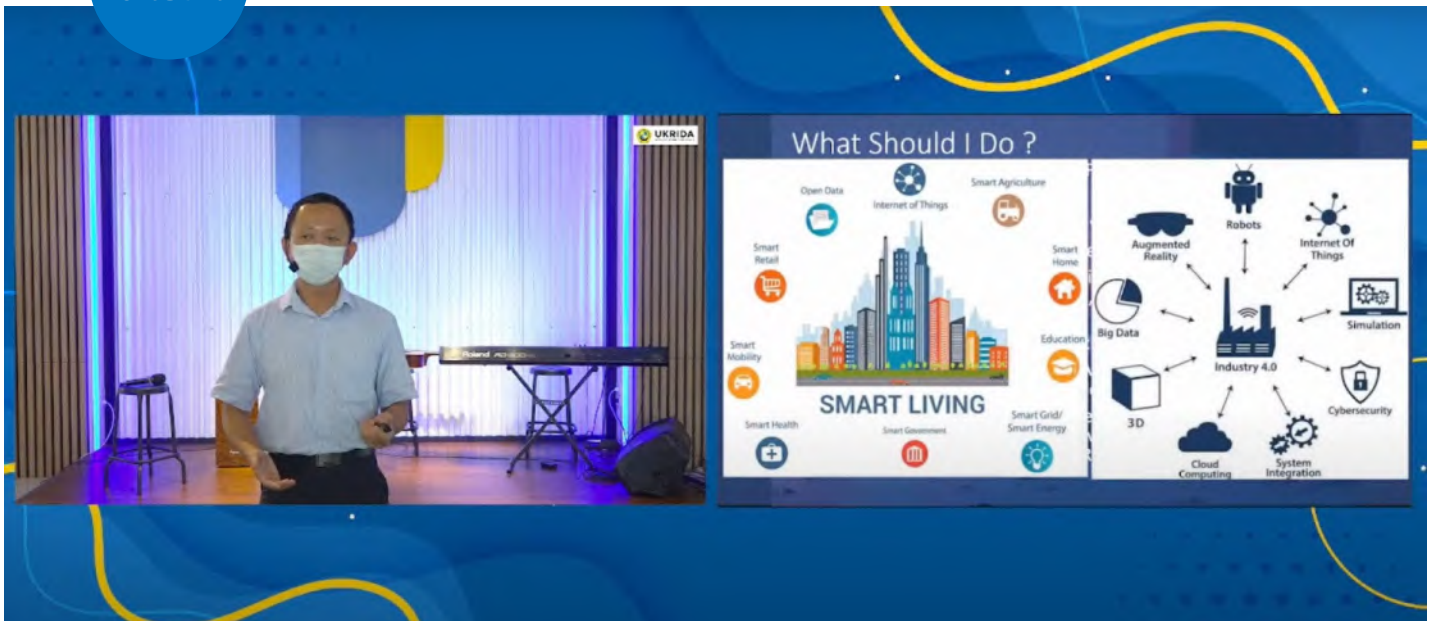 UKRIDA
Roland
What Should I Do ?
Open Data
Internet of Things
Smart Agriculture
Smart
Retail
Smart
Home
Smart
Mobility
Education
SMART LIVING
Smart Health
Smart Government
Smart Grid/
Smart Energy
Robots
Augmented
Reality
Internet Of
Things
Big Data
Simulation
Industry 4.0
3D
Cybersecurity
Cloud
Computing
System
Integration